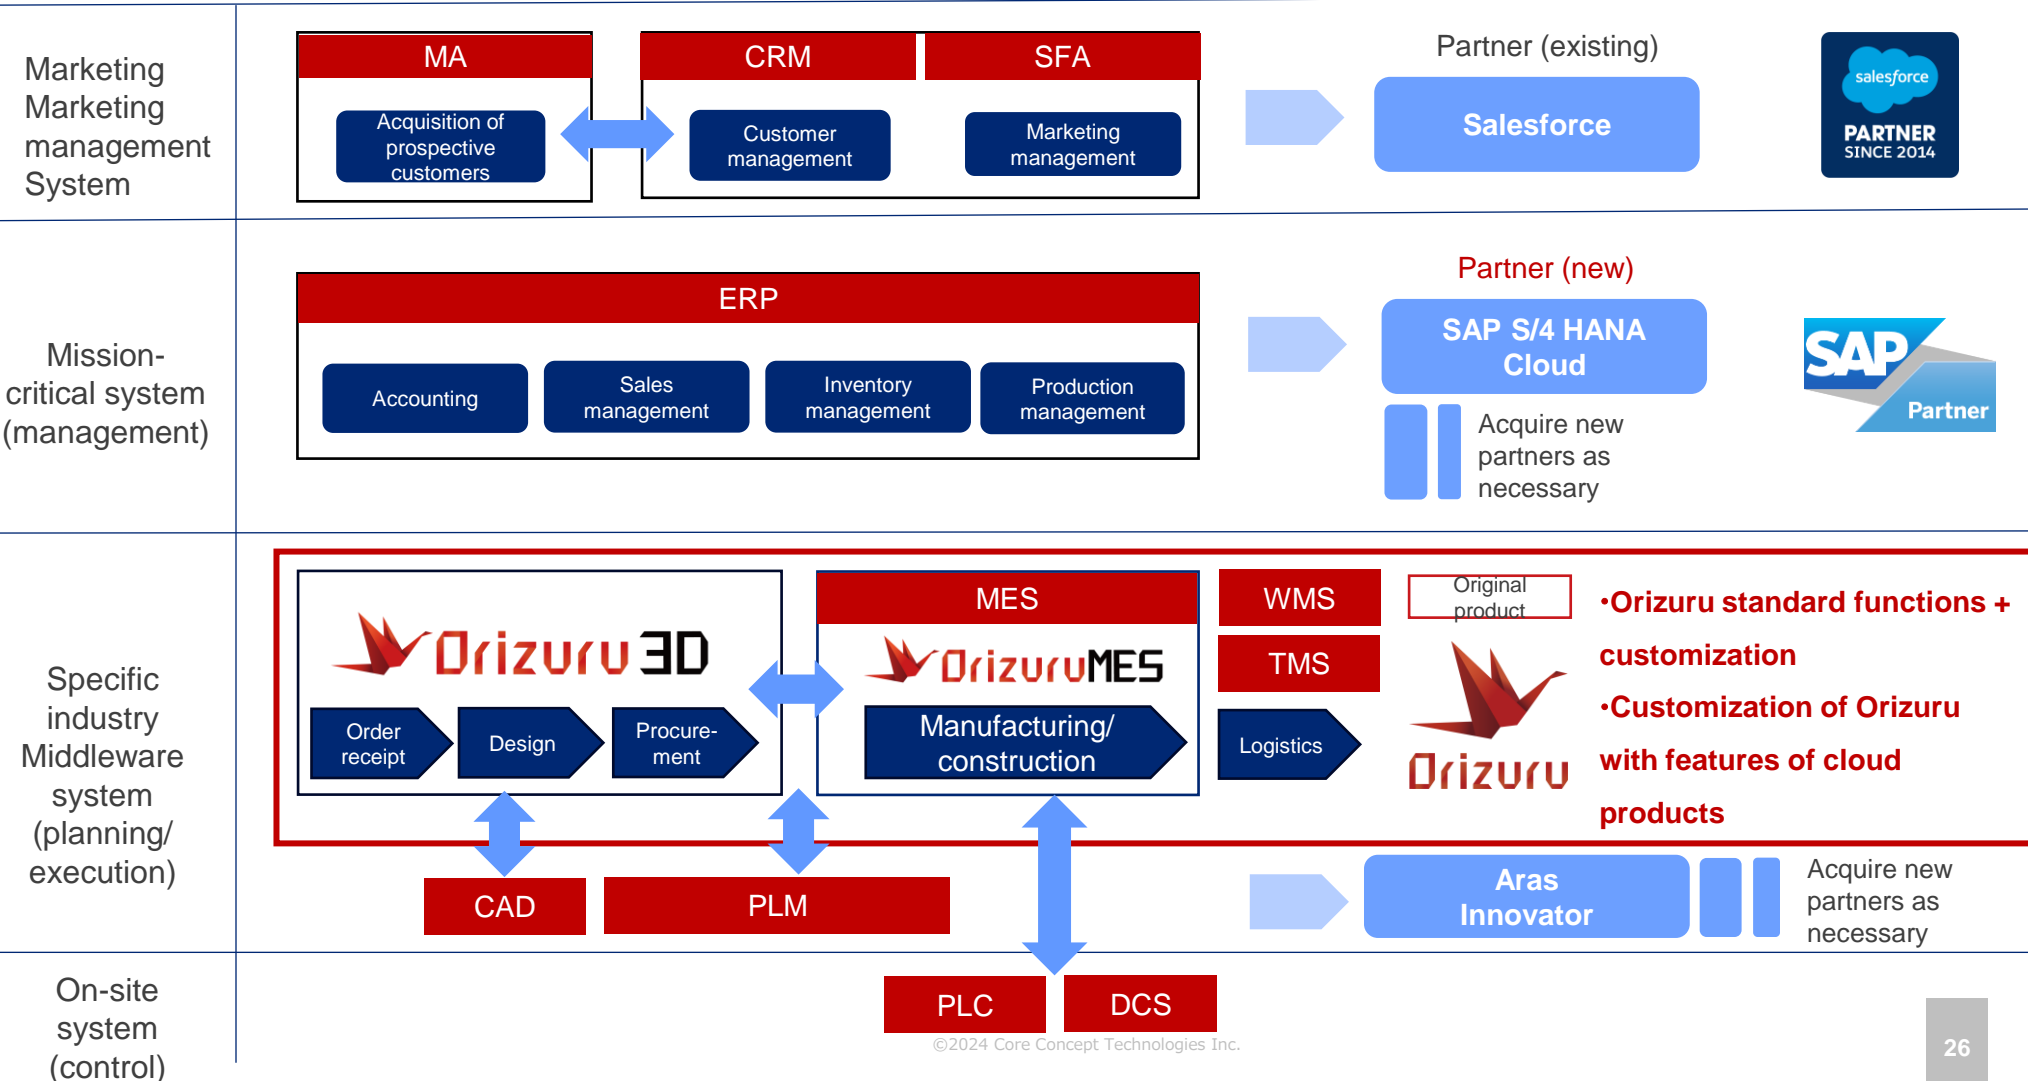 Marketing
Marketing
management
System
MA
CRM
SFA
Acquisition of
prospective
customers
Customer
management
Marketing
management
Partner (existing)
Salesforce
salesforce
PARTNER
SINCE 2014
Mission-
critical system
(management)
ERP
Accounting
Sales
management
Inventory
management
Production
management
Partner (new)
SAP S/4 HANA
Cloud
Acquire new
partners as
necessary
SAP
Partner
Specific
industry
Middleware
system
(planning/
execution)
Orizuru 3D
Order
receipt
Design
Procure-
ment
MES
OrizuruMES
Manufacturing/
construction
WMS
TMS
Logistics
Original
product
Orizuru
•Orizuru standard functions +
customization
•Customization of Orizuru
with features of cloud
products
CAD
PLM
Aras
Innovator
Acquire new
partners as
necessary
On-site
system
(control)
PLC
DCS
©2024 Core Concept Technologies Inc.
26